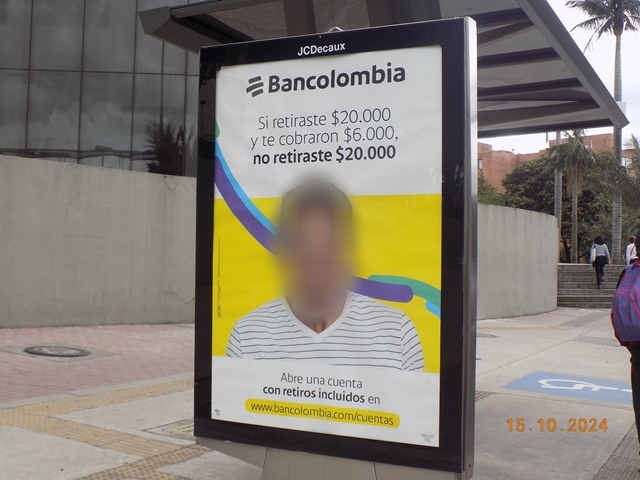 JCDecaux
Bancolombia
Si retiraste $20.000
y te cobraron $6.000,
no retiraste $20.000
Abre una cuenta
con retiros incluidos en
www.bancolombia.com/cuentas
15.10.2024